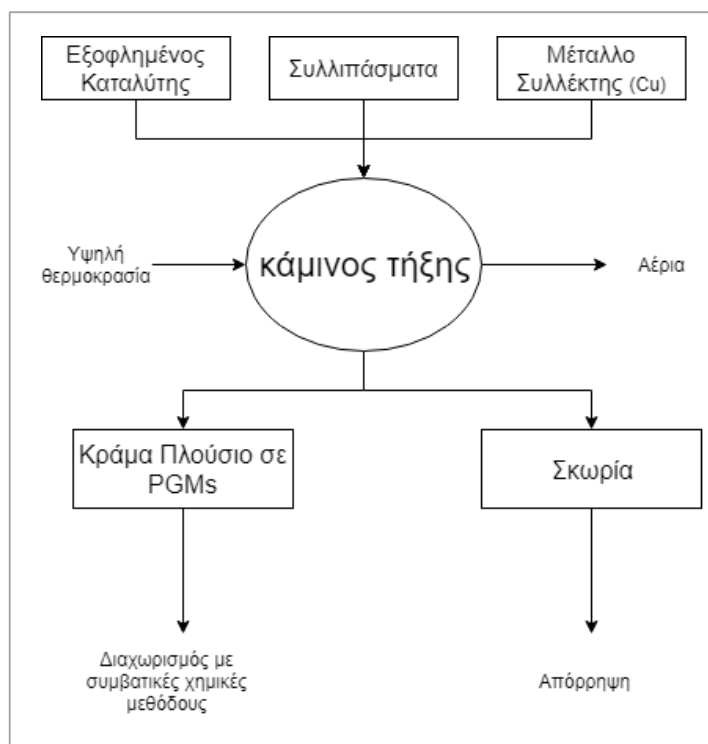 Εξοφλημένος
Καταλύτης
Συλλιπάσματα
Μέταλλο
Συλλέκτης (Cu)
Υψηλή
θερμοκρασία
κάμινος τήξης
Αέρια
Κράμα Πλούσιο σε
PGMs
Σκωρία
Διαχωρισμός με
συμβατικές χημικές
μεθόδους
Απόρρηψη